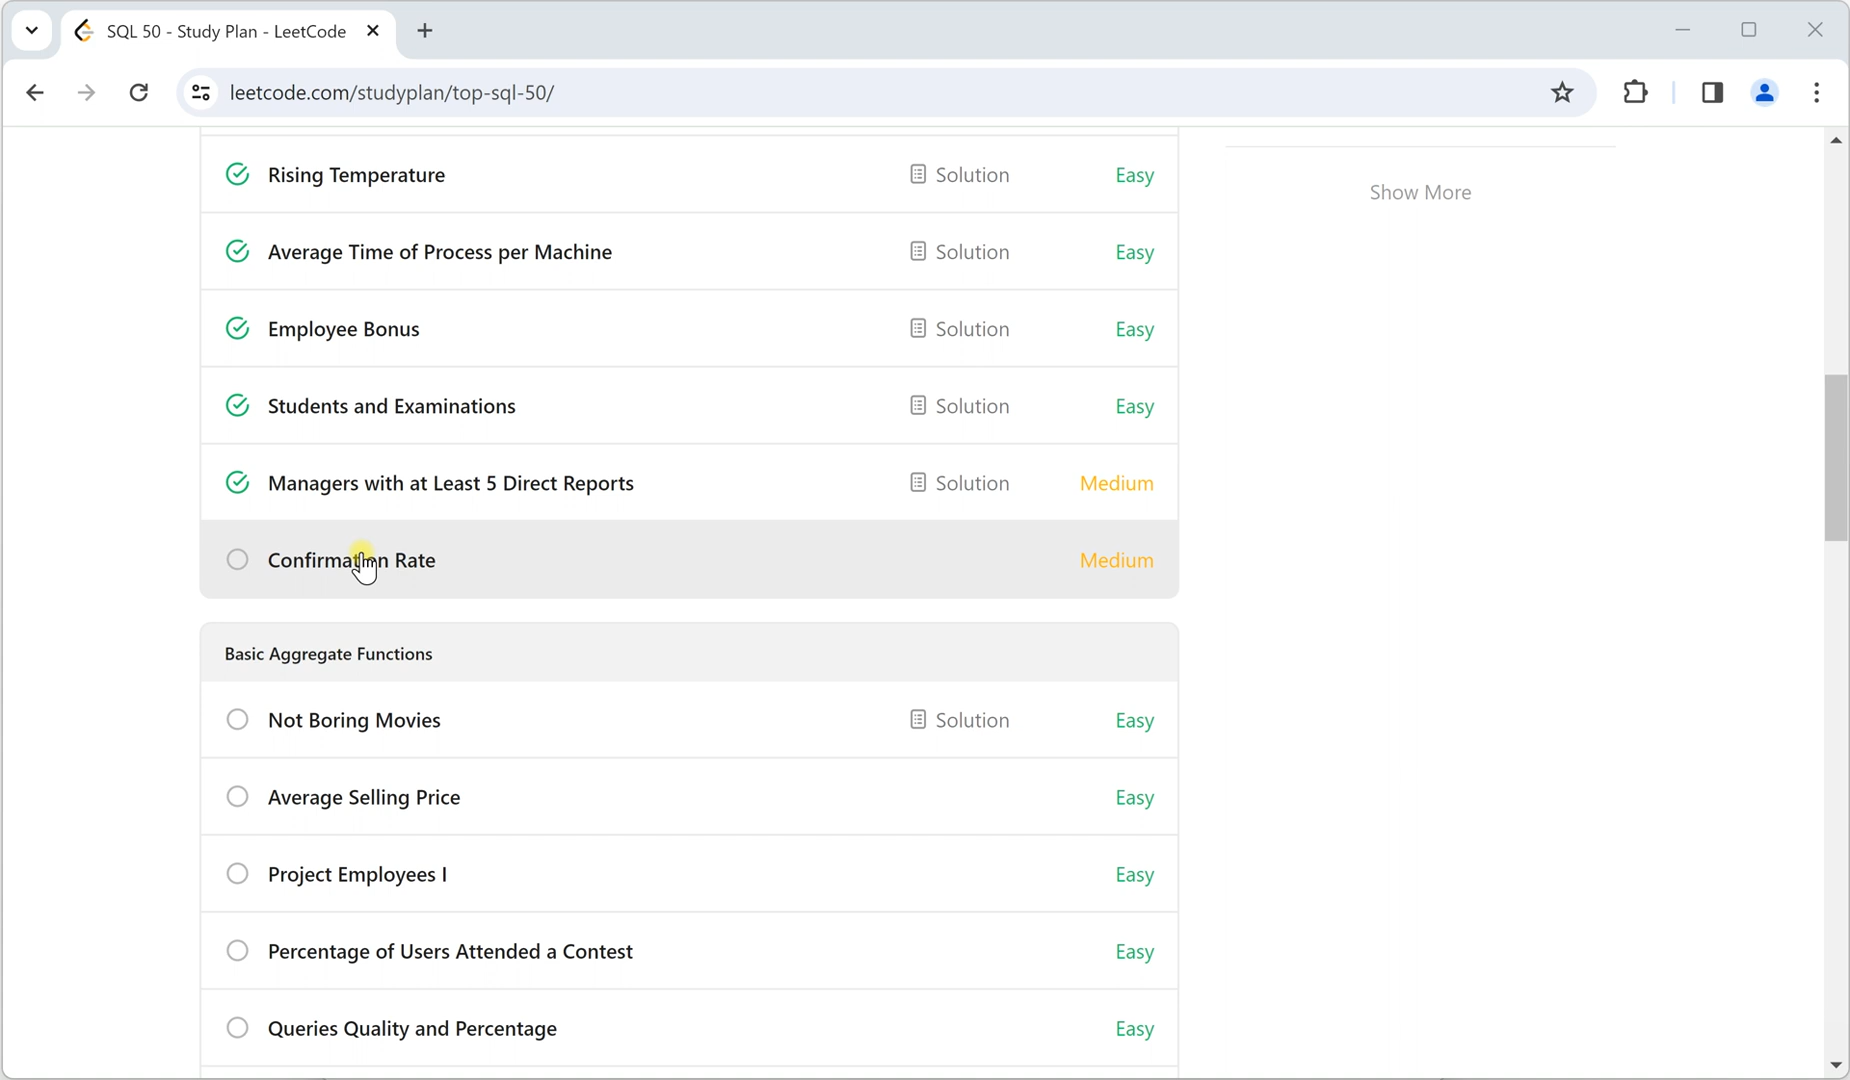 SQL 50 - Study Plan - LeetCode
leetcode.com/studyplan/top-sql-50/
Rising Temperature Solution Easy
Show More
Average Time of Process per Machine Solution Easy
Employee Bonus Solution Easy
Students and Examinations Solution Easy
Managers with at Least 5 Direct Reports Solution Medium
Confirmation Rate Medium
Basic Aggregate Functions
Not Boring Movies Solution Easy
Average Selling Price Easy
Project Employees I Easy
Percentage of Users Attended a Contest Easy
Queries Quality and Percentage Easy